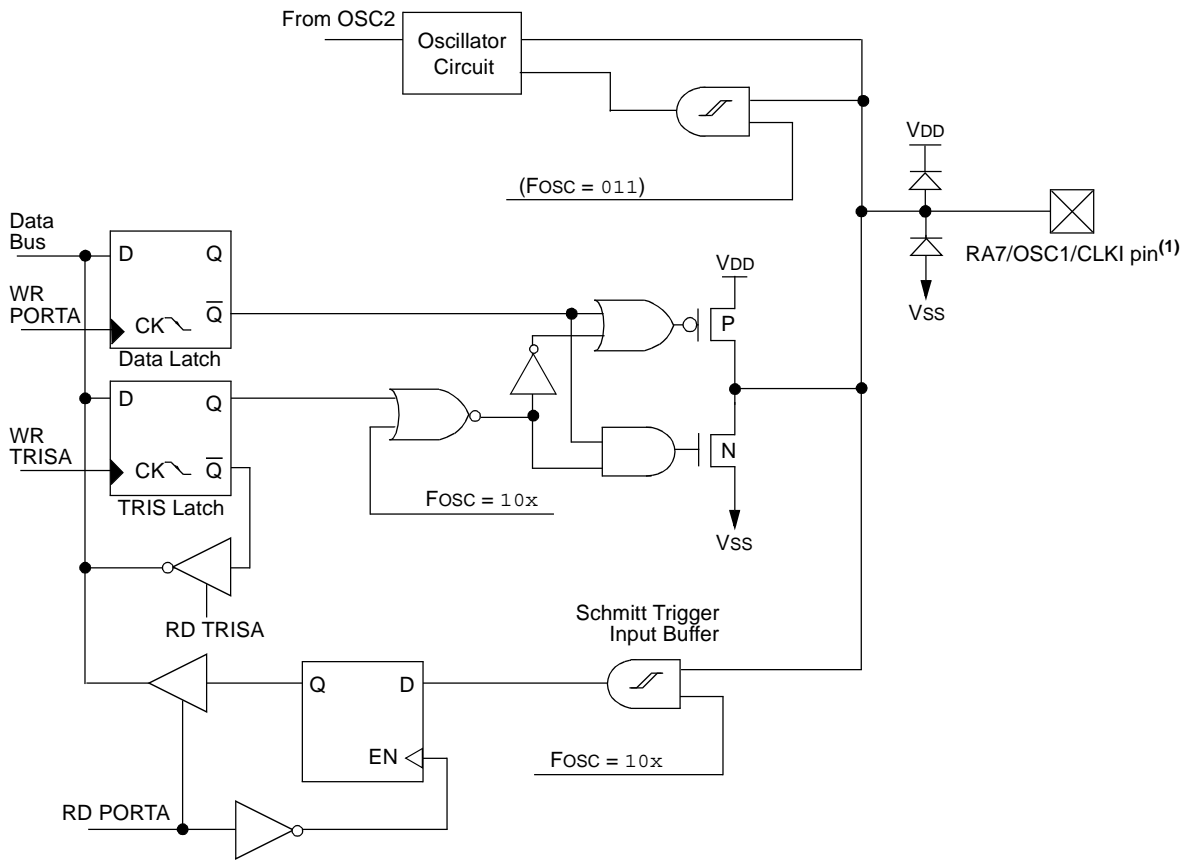 From OSC2
Oscillator
Circuit
(FOSC = 011)
VDD
RA7/OSC1/CLKI pin(1)
VSS
Data
Bus
D
Q
WR
PORTA
CK
Q
Data Latch
VDD
P
D
Q
WR
TRISA
CK
Q
TRIS Latch
N
FOSC = 10x
VSS
RD TRISA
Schmitt Trigger
Input Buffer
Q
D
EN
FOSC = 10x
RD PORTA